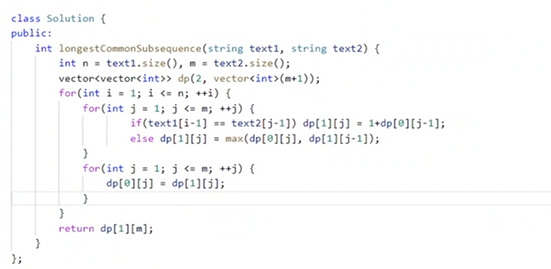 class Solution {
public:
    int longestCommonSubsequence(string text1, string text2) {
        int n = text1.size(), m = text2.size();
        vector<vector<int>> dp(2, vector<int>(m+1));
        for(int i = 1; i <= n; ++i) {
            for(int j = 1; j <= m; ++j) {
                if(text1[i-1] == text2[j-1]) dp[1][j] = 1+dp[0][j-1];
                else dp[1][j] = max(dp[0][j], dp[1][j-1]);
            }
            for(int j = 1; j <= m; ++j) {
                dp[0][j] = dp[1][j];
            }
        }
        return dp[1][m];
    }
};